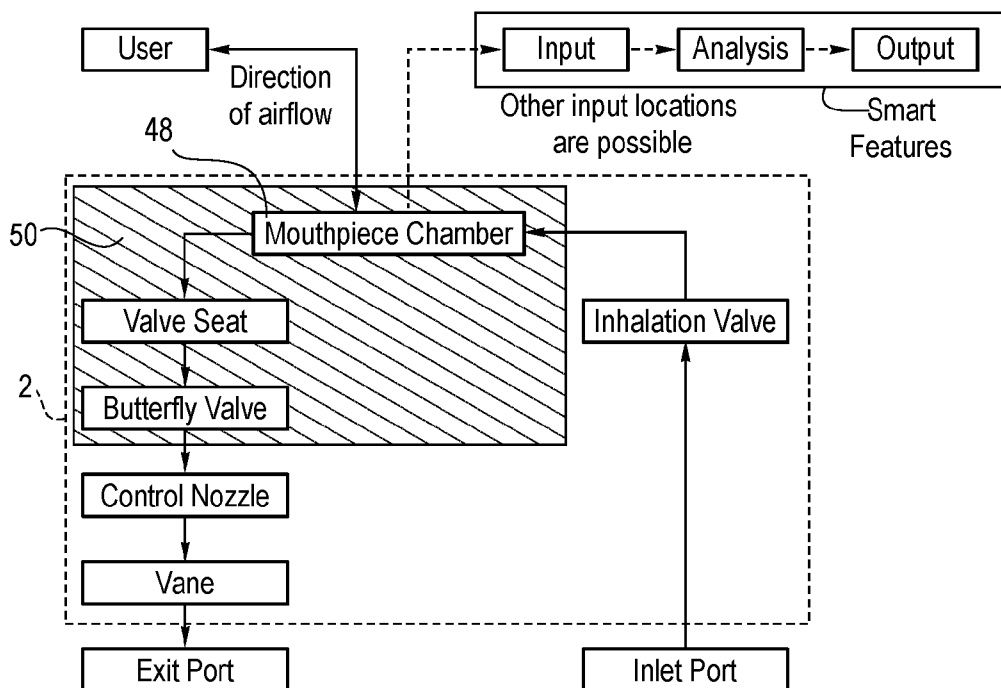 User
Input
Analysis
Output
Direction
of airflow
Other input locations
are possible
Smart
Features
48
50
Mouthpiece Chamber
Valve Seat
Inhalation Valve
2
Butterfly Valve
Control Nozzle
Vane
Exit Port
Inlet Port